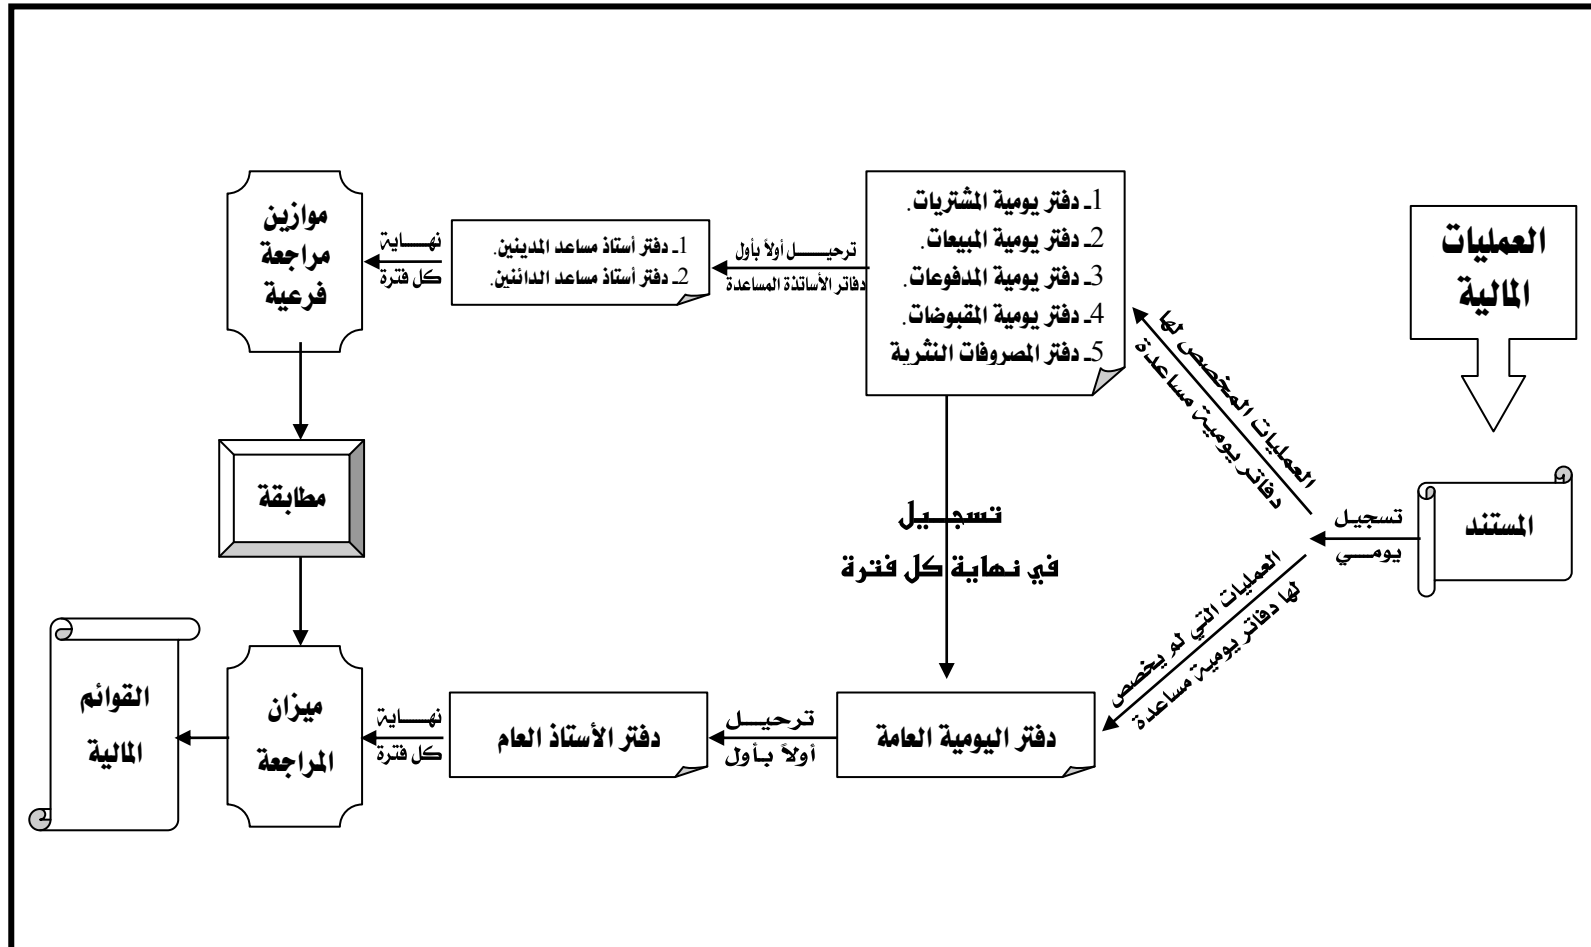 العمليات
المالية
المستند
تسجيل
يومي
العمليات المخصص لها
دفاتر يومية مساعدة
العمليات التي لم يخصص
لها دفاتر يومية مساعدة
1ـ دفتر يومية المشتريات.
2ـ دفتر يومية المبيعات.
3ـ دفتر يومية المدفوعات.
4ـ دفتر يومية المقبوضات.
5ـ دفتر المصروفات النثرية
ترحيل أولاً بأول
دفاتر الأساتذة المساعدة
1ـ دفتر أستاذ مساعد المدينين.
2ـ دفتر أستاذ مساعد الدائنين.
نهاية
كل فترة
موازين
مراجعة
فرعية
مطابقة
تسجيل
في نهاية كل فترة
دفتر اليومية العامة
ترحيل
أولاً بأول
دفتر الأستاذ العام
نهاية
كل فترة
ميزان
المراجعة
القوائم
المالية